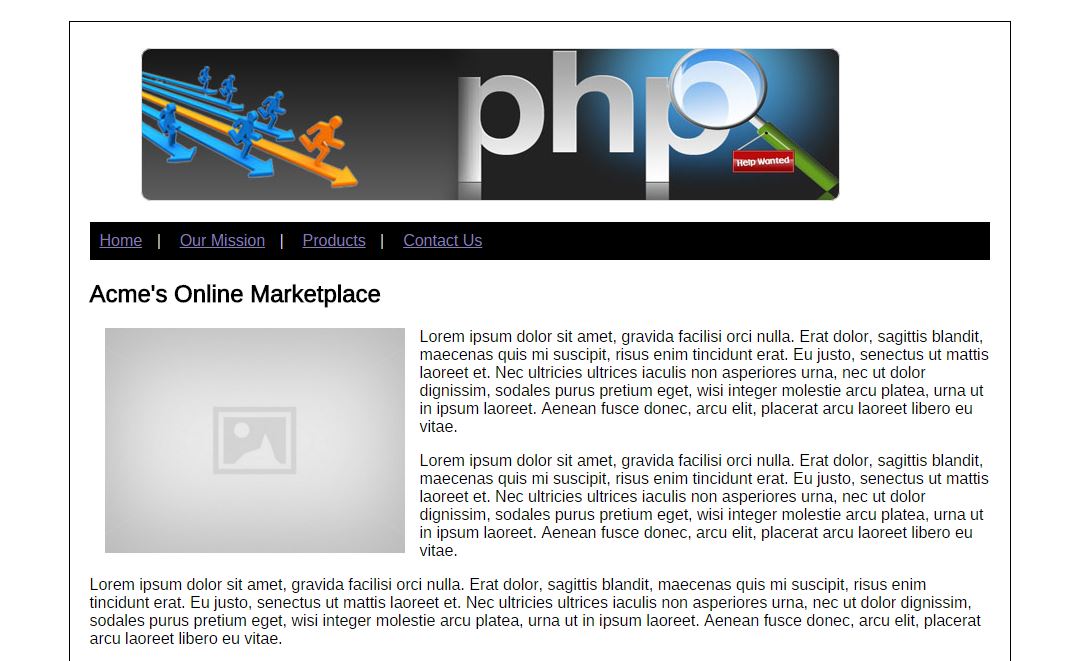 php
Help Wanted
Home | Our Mission | Products | Contact Us
Acme's Online Marketplace
Lorem ipsum dolor sit amet, gravida facilisi orci nulla. Erat dolor, sagittis blandit,
maecenas quis mi suscipit, risus enim tincidunt erat. Eu justo, senectus ut mattis
laoreet et. Nec ultricies ultrices iaculis non asperiores urna, nec ut dolor
dignissim, sodales purus pretium eget, wisi integer molestie arcu platea, urna ut
in ipsum laoreet. Aenean fusce donec, arcu elit, placerat arcu laoreet libero eu
vitae.
Lorem ipsum dolor sit amet, gravida facilisi orci nulla. Erat dolor, sagittis blandit,
maecenas quis mi suscipit, risus enim tincidunt erat. Eu justo, senectus ut mattis
laoreet et. Nec ultricies ultrices iaculis non asperiores urna, nec ut dolor
dignissim, sodales purus pretium eget, wisi integer molestie arcu platea, urna ut
in ipsum laoreet. Aenean fusce donec, arcu elit, placerat arcu laoreet libero eu
vitae.
Lorem ipsum dolor sit amet, gravida facilisi orci nulla. Erat dolor, sagittis blandit, maecenas quis mi suscipit, risus enim
tincidunt erat. Eu justo, senectus ut mattis laoreet et. Nec ultricies ultrices iaculis non asperiores urna, nec ut dolor dignissim,
sodales purus pretium eget, wisi integer molestie arcu platea, urna ut in ipsum laoreet. Aenean fusce donec, arcu elit, placerat
arcu laoreet libero eu vitae.